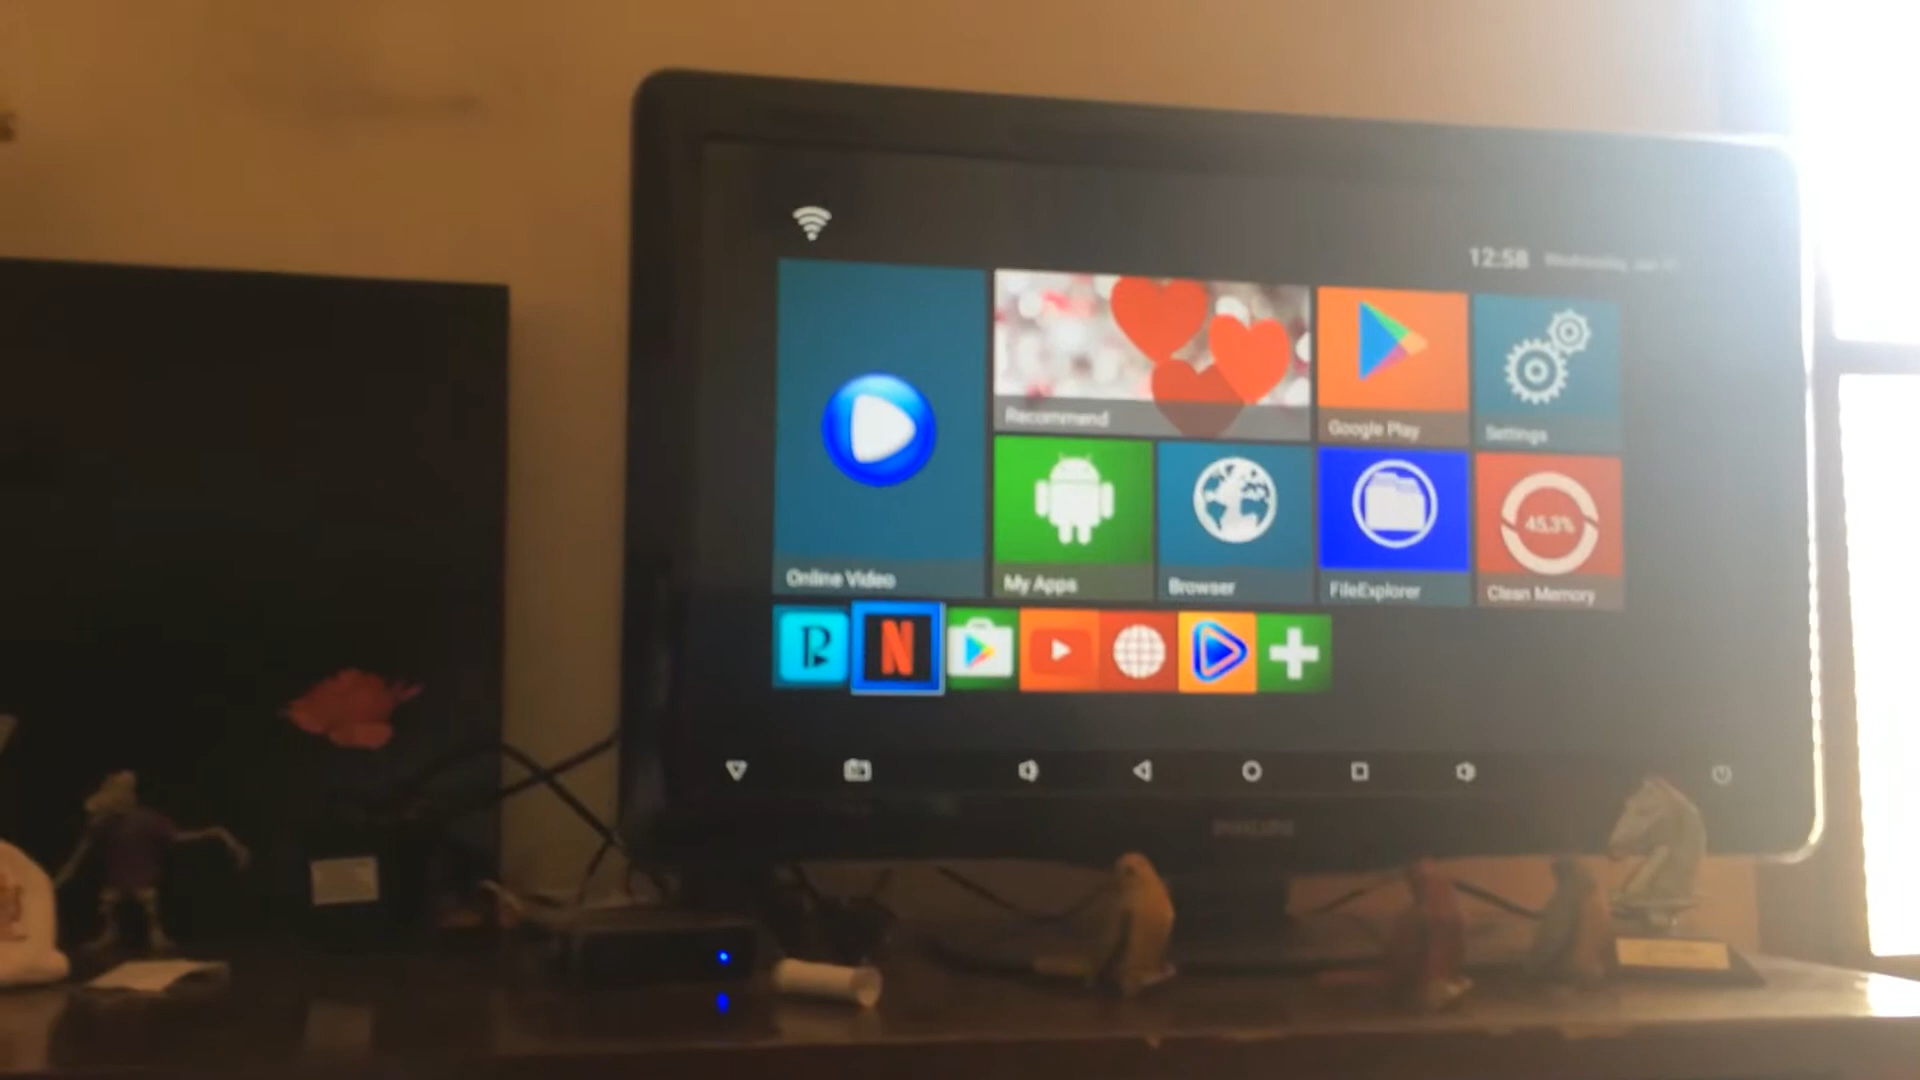 12:58
Recommend
Google Play
Settings
45.3%
Online Video
My Apps
Browser
FileExplorer
Clean Memory
N